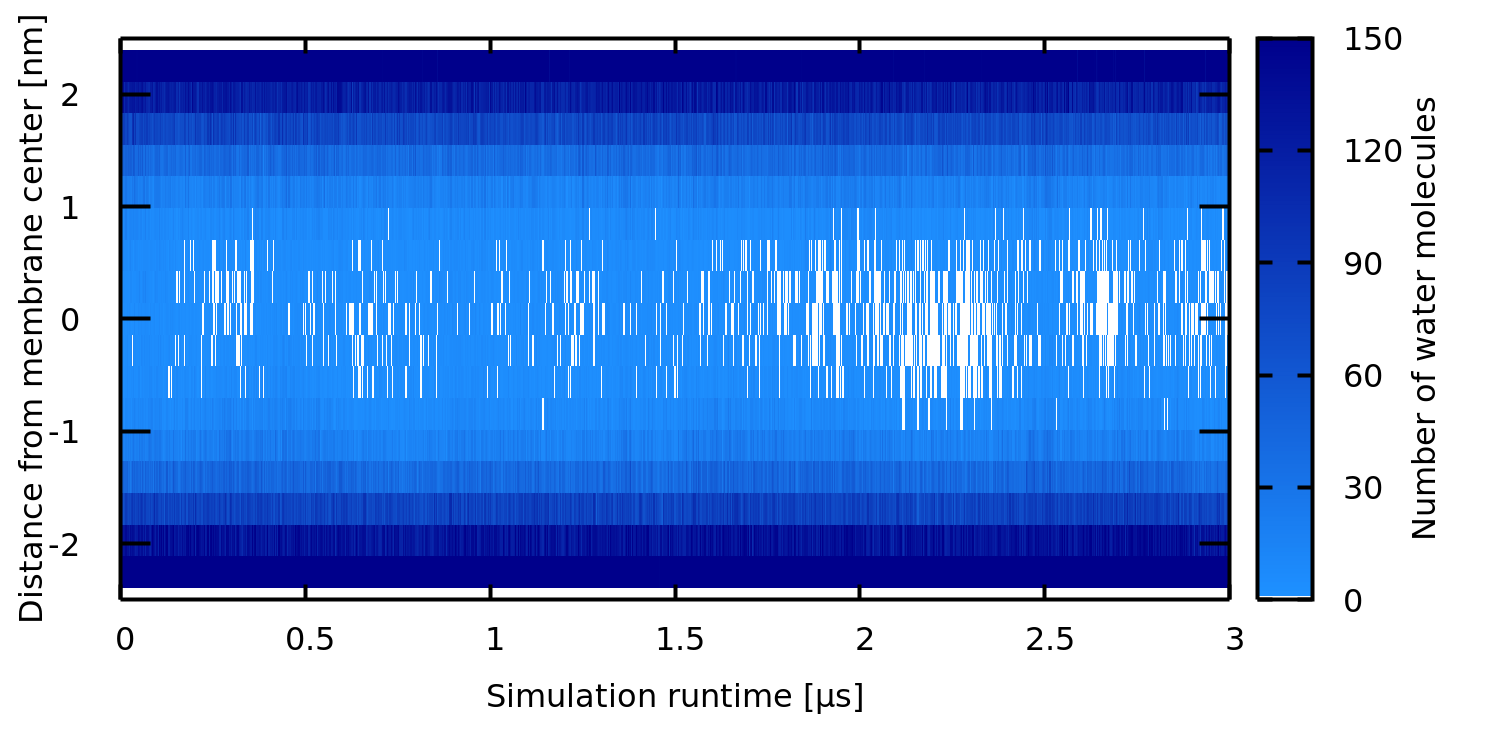 Distance from membrane center [nm]
2
1
0
-1
-2
0 0.5 1 1.5 2 2.5 3
Simulation runtime [µs]
150
120
90
60
30
0
Number of water molecules